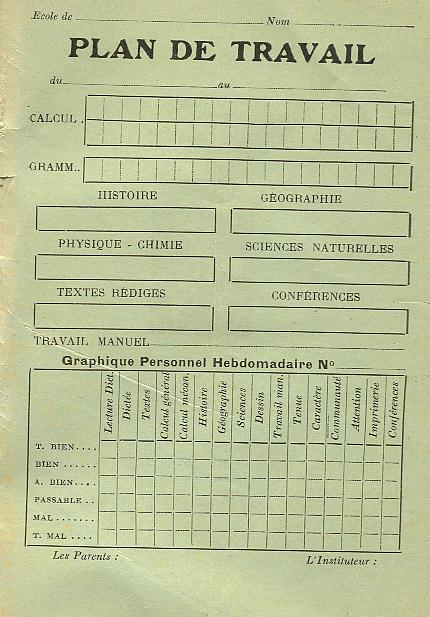 Ecole de Nom
PLAN DE TRAVAIL
du au
CALCUL .
GRAMM..
HISTOIRE GÉOGRAPHIE
PHYSIQUE - CHIMIE SCIENCES NATURELLES
TEXTES RÉDIGES CONFÉRENCES
TRAVAIL MANUEL
Graphique Personnel Hebdomadaire No
Lecture Dict. Dictée Textes Calcul général Calcul mécan. Histoire Géographie Sciences Dessin Travail man. Tenue Caractère Communauté Attention Imprimerie Conférences
T. BIEN....
BIEN ......
A. BIEN....
PASSABLE ..
MAL .......
T. MAL ....
Les Parents : L'Instituteur :